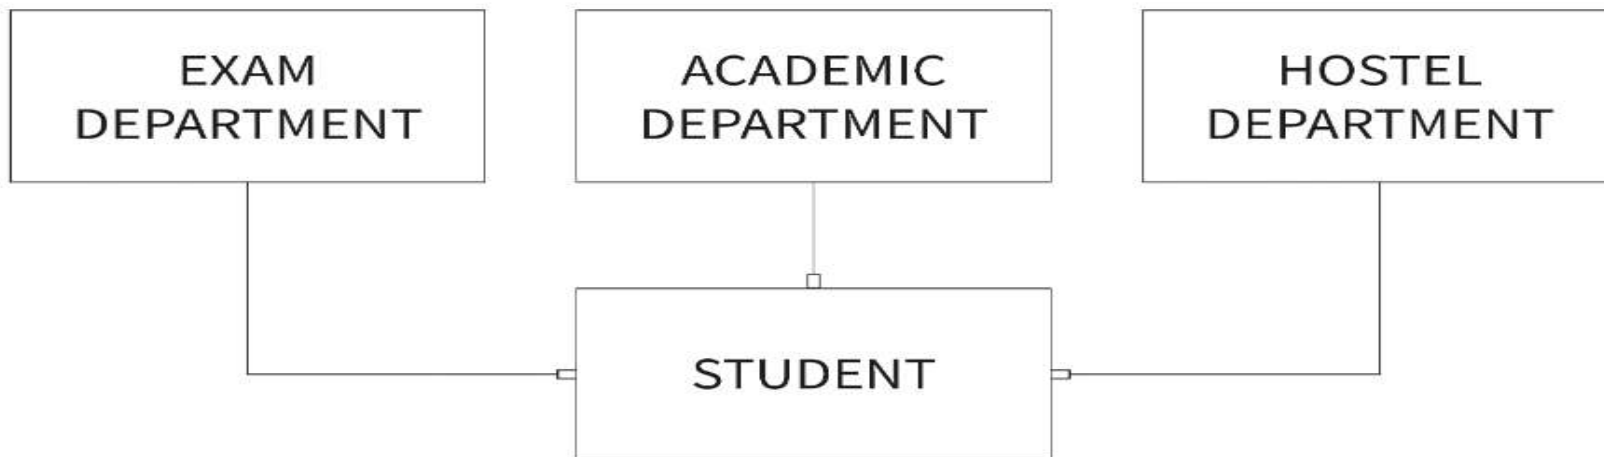 EXAM
DEPARTMENT
ACADEMIC
DEPARTMENT
HOSTEL
DEPARTMENT
STUDENT